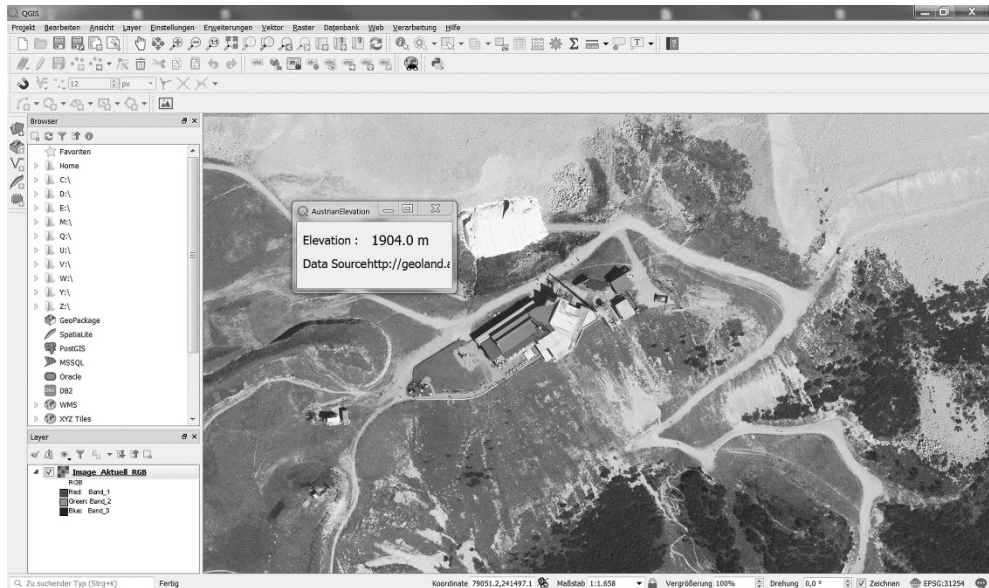 QGIS
Projekt Bearbeiten Ansicht Layer Einstellungen Erweiterungen Vektor Raster Datenbank Web Verarbeitung Hilfe
12 px
Browser
Favoriten
Home
C:\
D:\
E:\
M:\
Q:\
U:\
V:\
W:\
Y:\
Z:\
GeoPackage
SpatiaLite
PostGIS
MSSQL
Oracle
DB2
WMS
XYZ Tiles
AustrianElevation
Elevation : 1904.0 m
Data Sourcehttp://geoland.a
Layer
Image_Aktuell_RGB
RGB
Red: Band_1
Green: Band_2
Blue: Band_3
Zu suchender Typ (Strg+K) Fertig Koordinate 79051.2,241497.1 Maßstab 1:1.658 Vergrößerung 100% Drehung 0,0 ° Zeichnen EPSG:31254